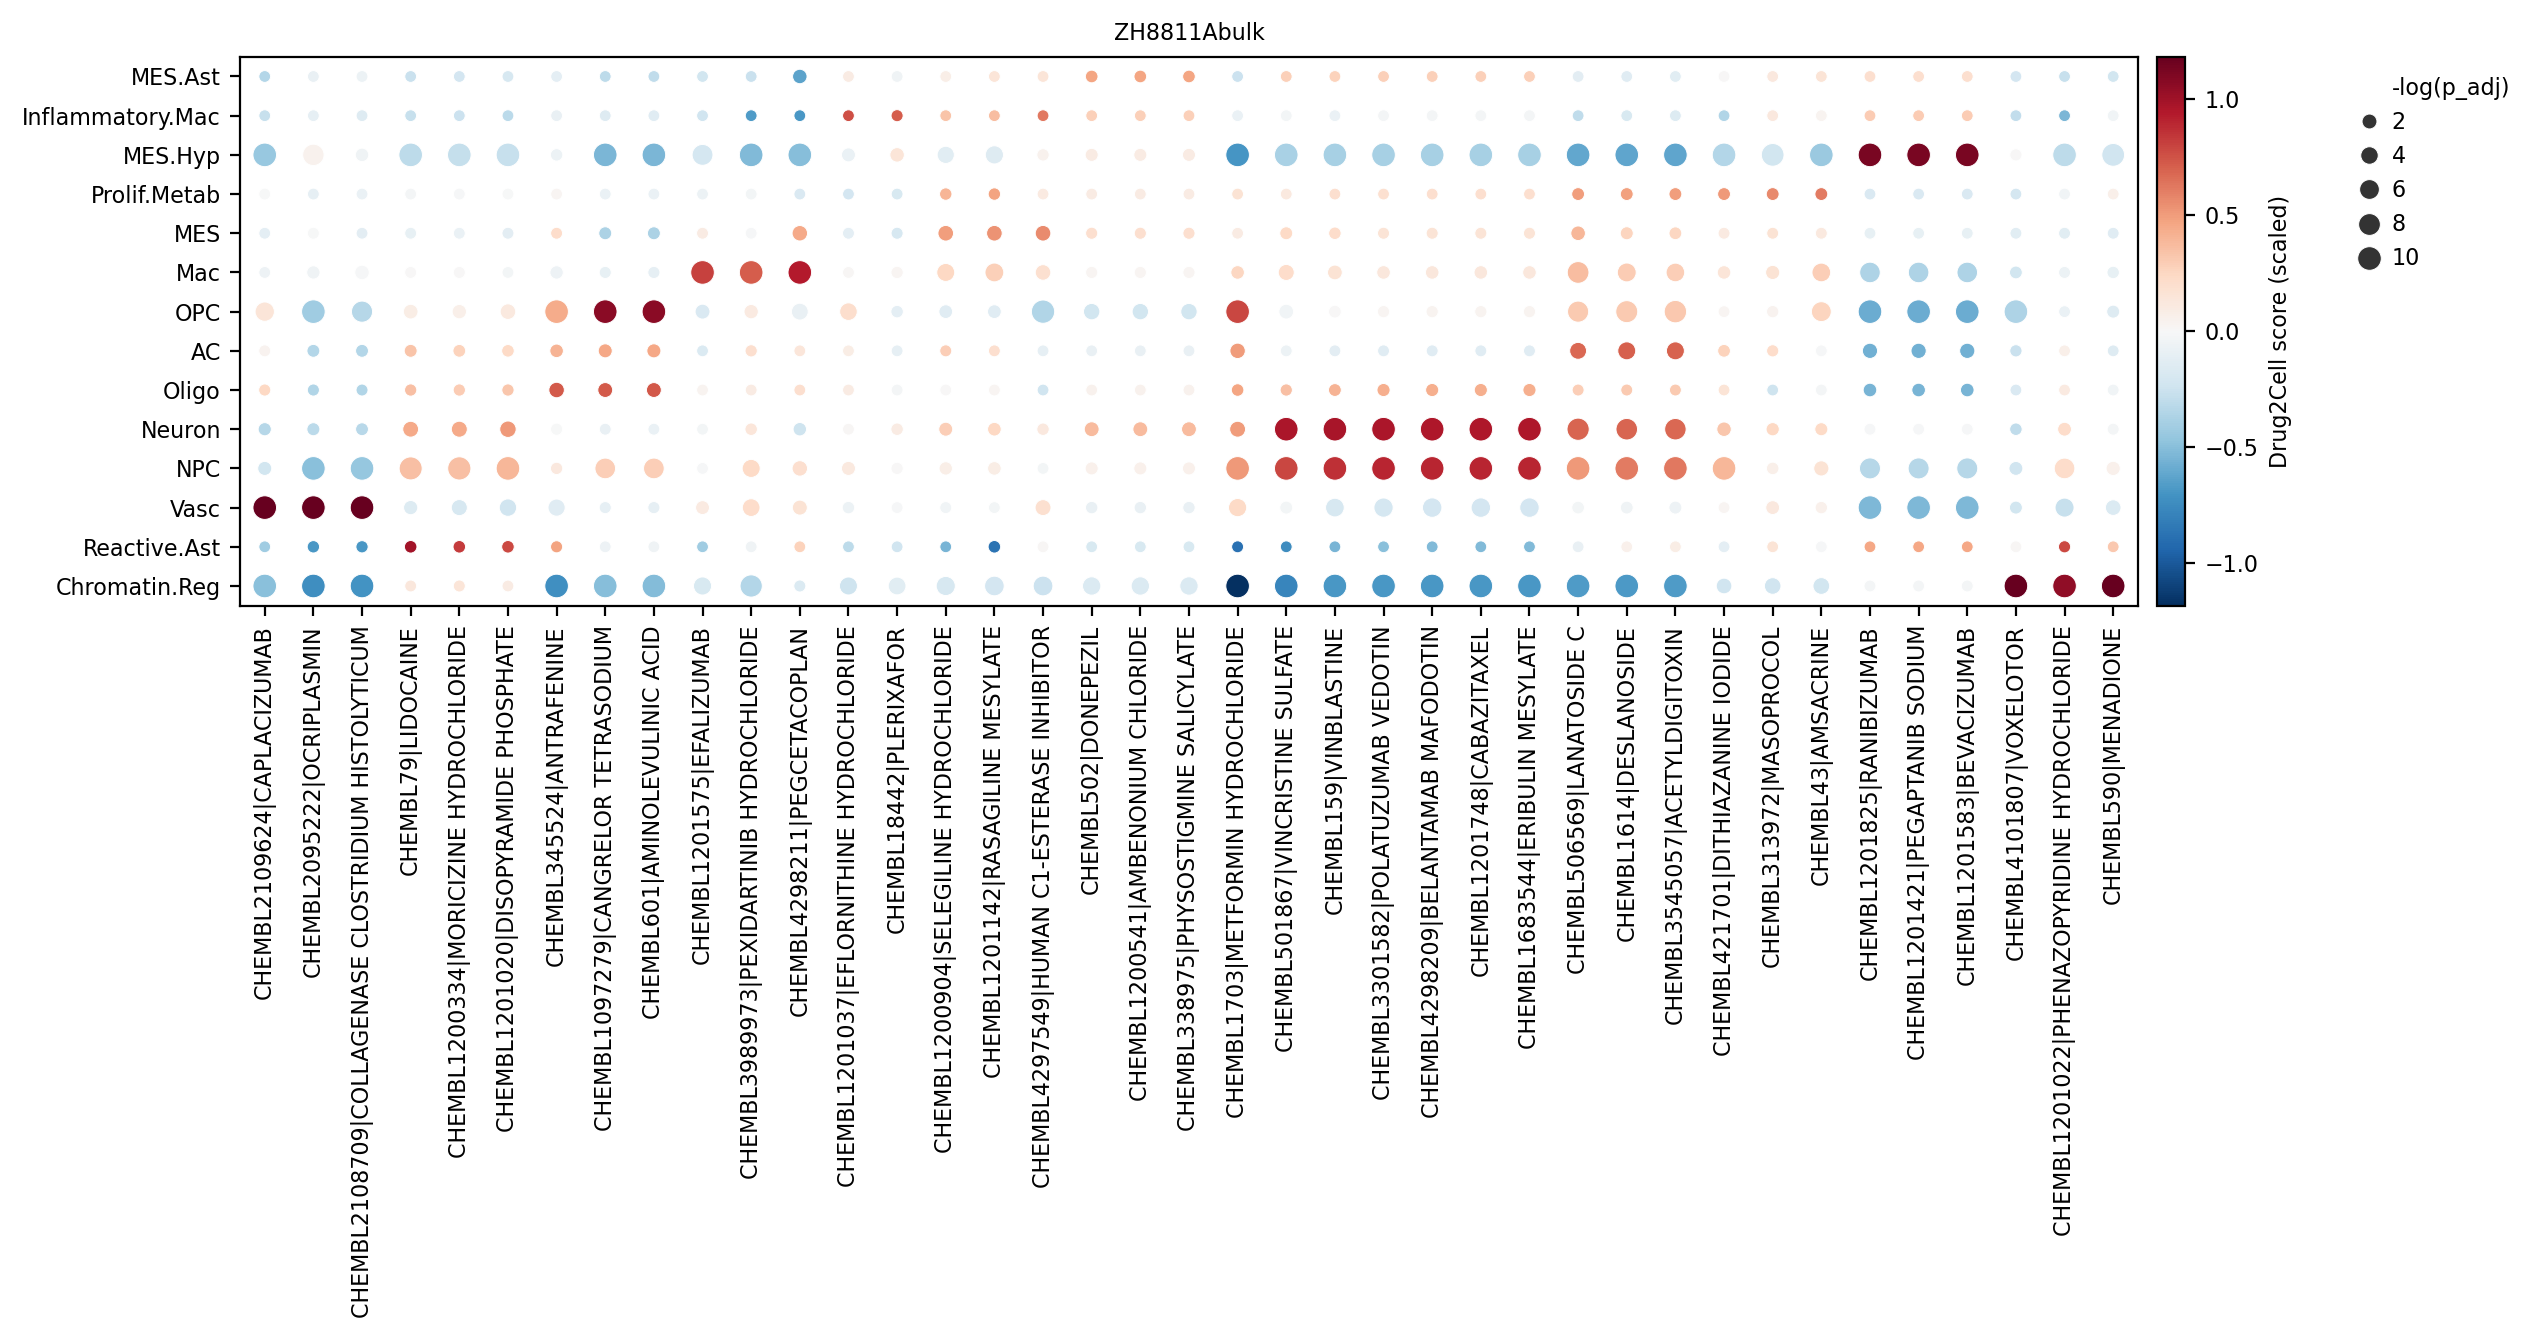 ZH8811Abulk
MES.Ast
Inflammatory.Mac
MES.Hyp
Prolif.Metab
MES
Mac
OPC
AC
Oligo
Neuron
NPC
Vasc
Reactive.Ast
Chromatin.Reg
CHEMBL2109624|CAPLACIZUMAB
CHEMBL2095222|OCRIPLASMIN
CHEMBL2108709|COLLAGENASE CLOSTRIDIUM HISTOLYTICUM
CHEMBL79|LIDOCAINE
CHEMBL1200334|MORICIZINE HYDROCHLORIDE
CHEMBL1201020|DISOPYRAMIDE PHOSPHATE
CHEMBL345524|ANTRAFENINE
CHEMBL1097279|CANGRELOR TETRASODIUM
CHEMBL601|AMINOLEVULINIC ACID
CHEMBL1201575|EFALIZUMAB
CHEMBL3989973|PEXIDARTINIB HYDROCHLORIDE
CHEMBL4298211|PEGCETACOPLAN
CHEMBL1201037|EFLORNITHINE HYDROCHLORIDE
CHEMBL18442|PLERIXAFOR
CHEMBL1200904|SELEGILINE HYDROCHLORIDE
CHEMBL1201142|RASAGILINE MESYLATE
CHEMBL4297549|HUMAN C1-ESTERASE INHIBITOR
CHEMBL502|DONEPEZIL
CHEMBL1200541|AMBENONIUM CHLORIDE
CHEMBL338975|PHYSOSTIGMINE SALICYLATE
CHEMBL1703|METFORMIN HYDROCHLORIDE
CHEMBL501867|VINCRISTINE SULFATE
CHEMBL159|VINBLASTINE
CHEMBL3301582|POLATUZUMAB VEDOTIN
CHEMBL4298209|BELANTAMAB MAFODOTIN
CHEMBL1201748|CABAZITAXEL
CHEMBL1683544|ERIBULIN MESYLATE
CHEMBL506569|LANATOSIDE C
CHEMBL1614|DESLANOSIDE
CHEMBL3545057|ACETYLDIGITOXIN
CHEMBL421701|DITHIAZANINE IODIDE
CHEMBL313972|MASOPROCOL
CHEMBL43|AMSACRINE
CHEMBL1201825|RANIBIZUMAB
CHEMBL1201421|PEGAPTANIB SODIUM
CHEMBL1201583|BEVACIZUMAB
CHEMBL4101807|VOXELOTOR
CHEMBL1201022|PHENAZOPYRIDINE HYDROCHLORIDE
CHEMBL590|MENADIONE
1.0
0.5
0.0
−0.5
−1.0
Drug2Cell score (scaled)
-log(p_adj)
2
4
6
8
10